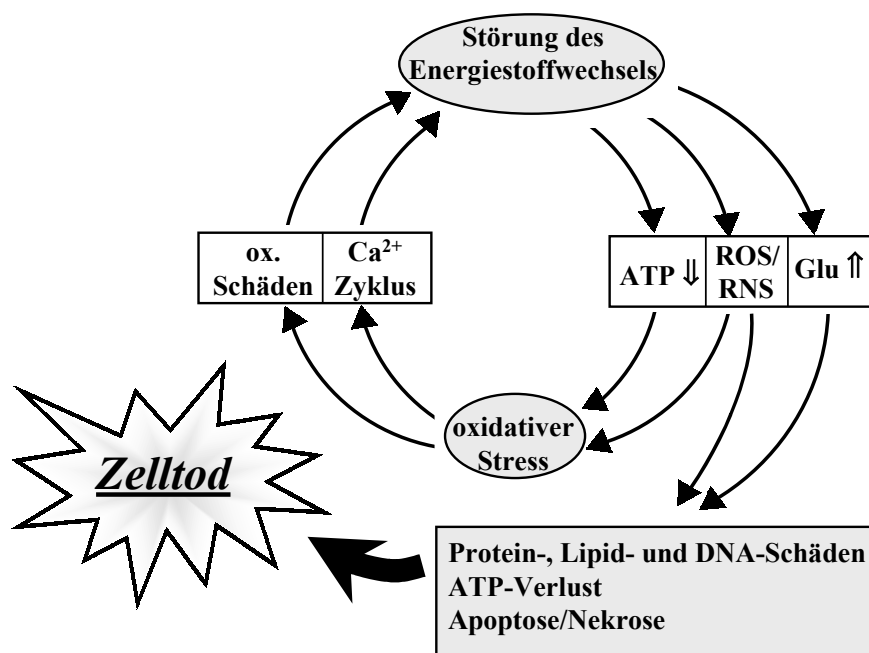 Störung des
Energiestoffwechsels
ox.
Schäden
Ca²⁺
Zyklus
ATP ⇓
ROS/
RNS
Glu ⇑
oxidativer
Stress
Zelltod
Protein-, Lipid- und DNA-Schäden
ATP-Verlust
Apoptose/Nekrose